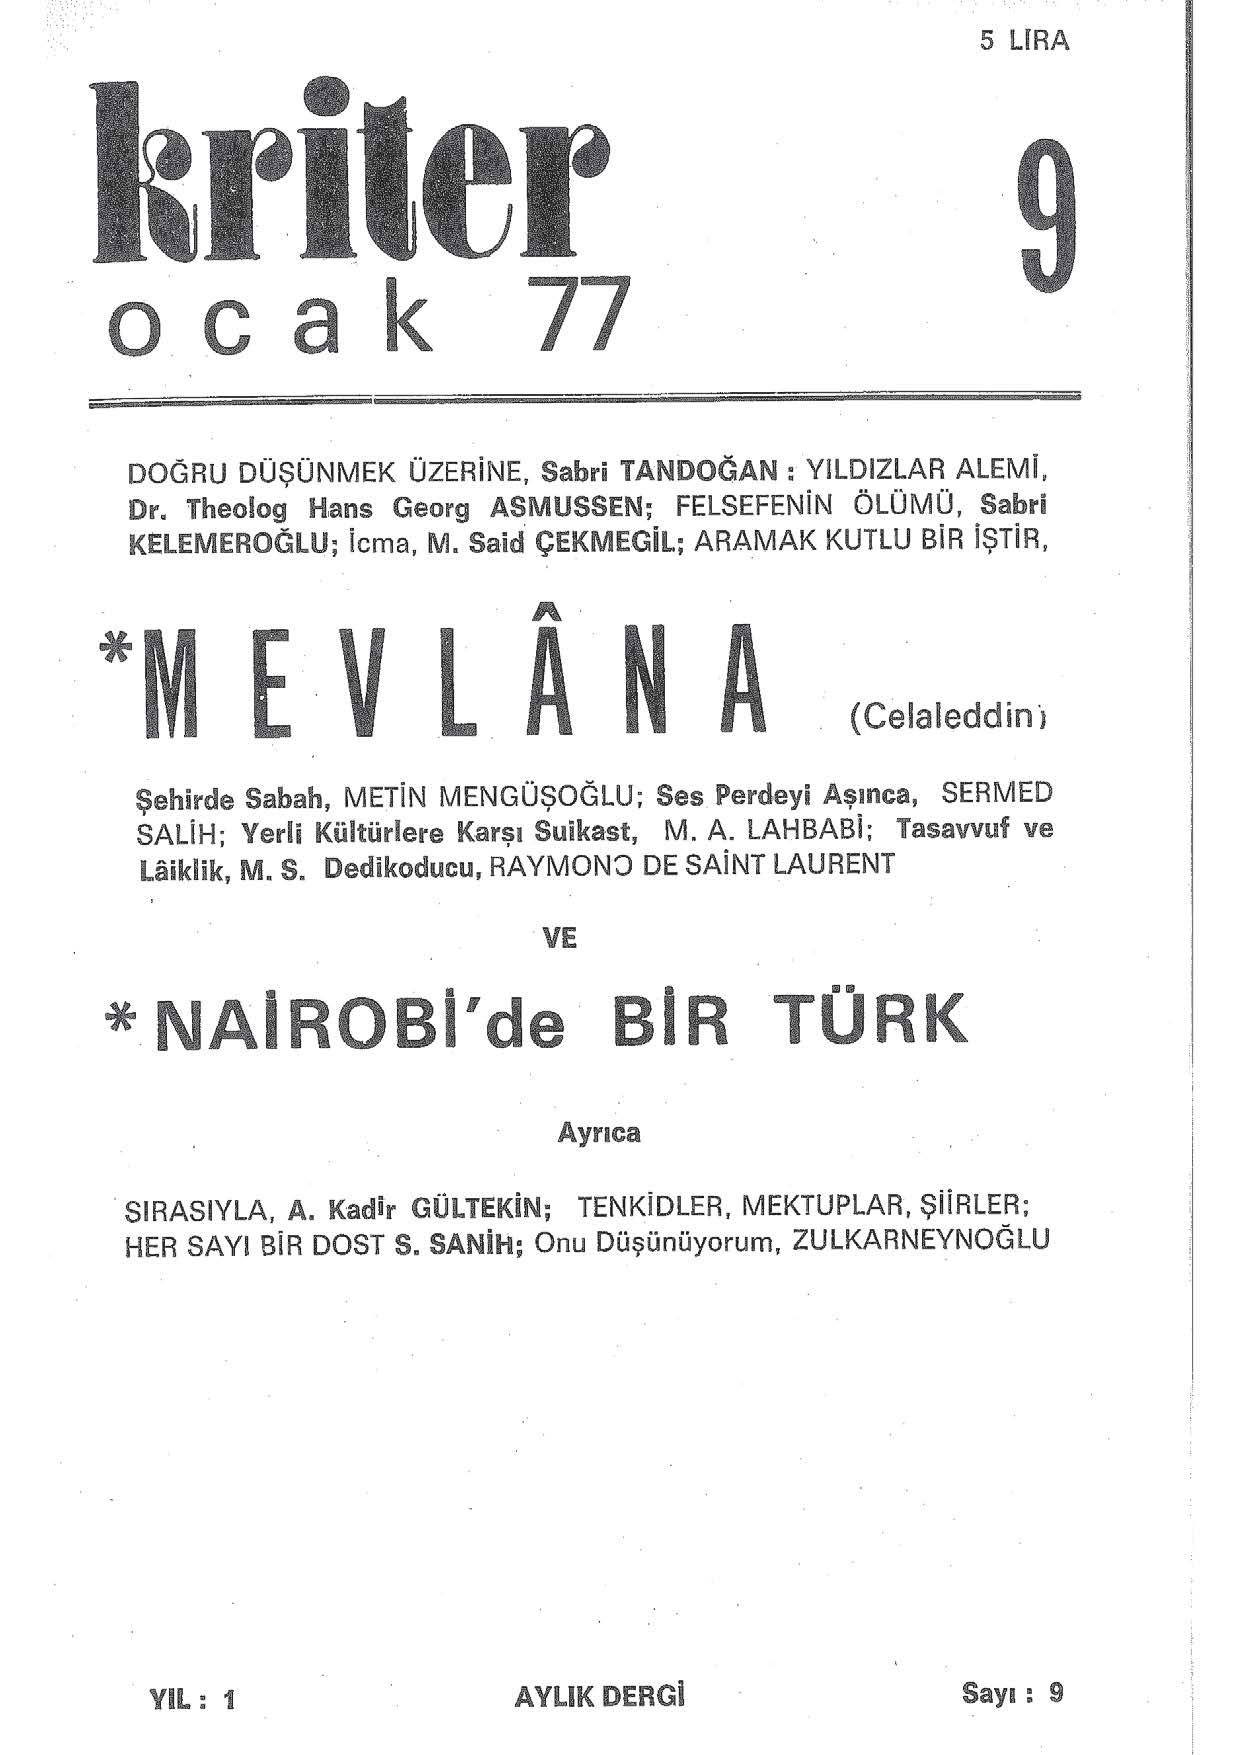 5 LİRA
kriter
9
ocak 77
DOĞRU DÜŞÜNMEK ÜZERİNE, Sabri TANDOĞAN : YILDIZLAR ALEMİ,
Dr. Theolog Hans Georg ASMUSSEN; FELSEFENİN ÖLÜMÜ, Sabri
KELEMEROĞLU; İcma, M. Said ÇEKMEGİL; ARAMAK KUTLU BİR İŞTİR,
*MEVLÂNA (Celaleddin)
Şehirde Sabah, METİN MENGÜŞOĞLU; Ses Perdeyi Aşınca, SERMED
SALİH; Yerli Kültürlere Karşı Suikast, M. A. LAHBABİ; Tasavvuf ve
Lâiklik, M. S. Dedikoducu, RAYMOND DE SAİNT LAURENT
VE
*NAİROBİ'de BİR TÜRK
Ayrıca
SIRASIYLA, A. Kadir GÜLTEKİN; TENKİDLER, MEKTUPLAR, ŞİİRLER;
HER SAYI BİR DOST S. SANİH; Onu Düşünüyorum, ZULKARNEYNOĞLU
YIL : 1 AYLIK DERGİ Sayı : 9